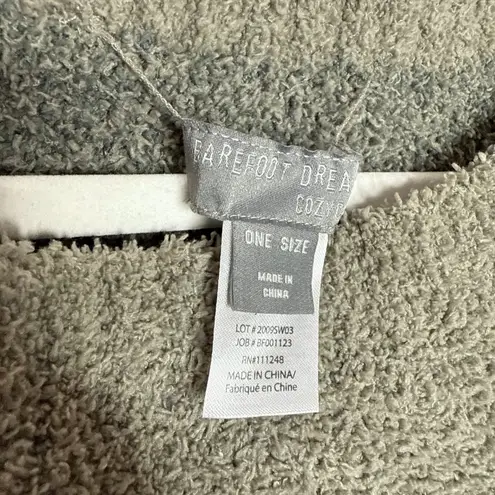 BAREFOOT DREA
COZY
ONE SIZE
MADE IN
CHINA
LOT # 2009SW03
JOB # BF001123
RN#111248
MADE IN CHINA/
Fabriqué en Chine